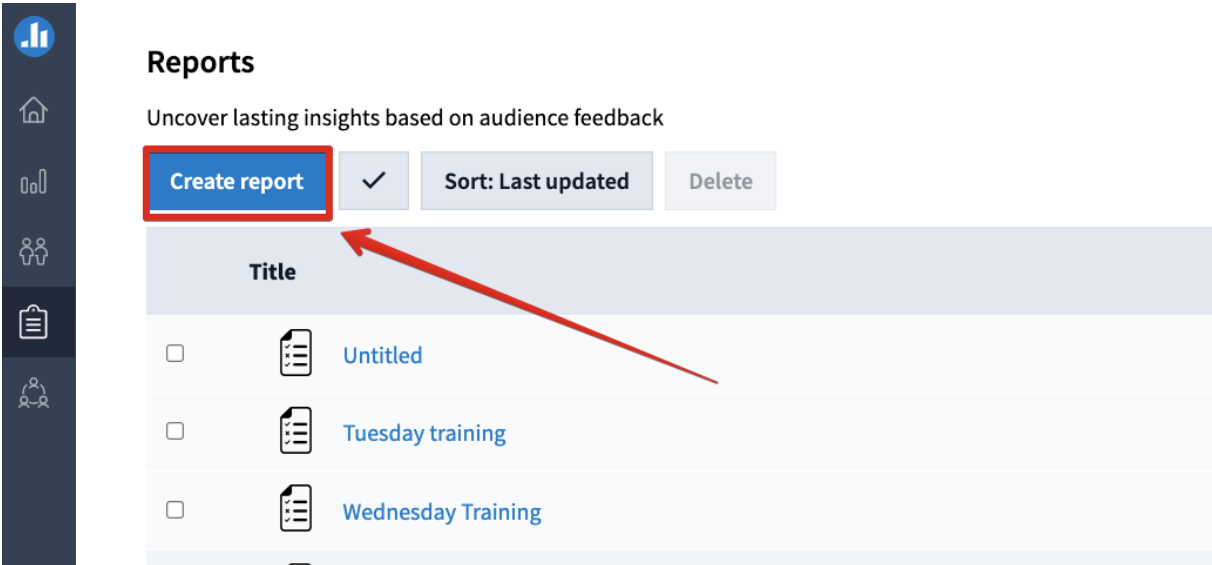 Reports
Uncover lasting insights based on audience feedback
Create report
Sort: Last updated
Delete
Title
Untitled
Tuesday training
Wednesday Training